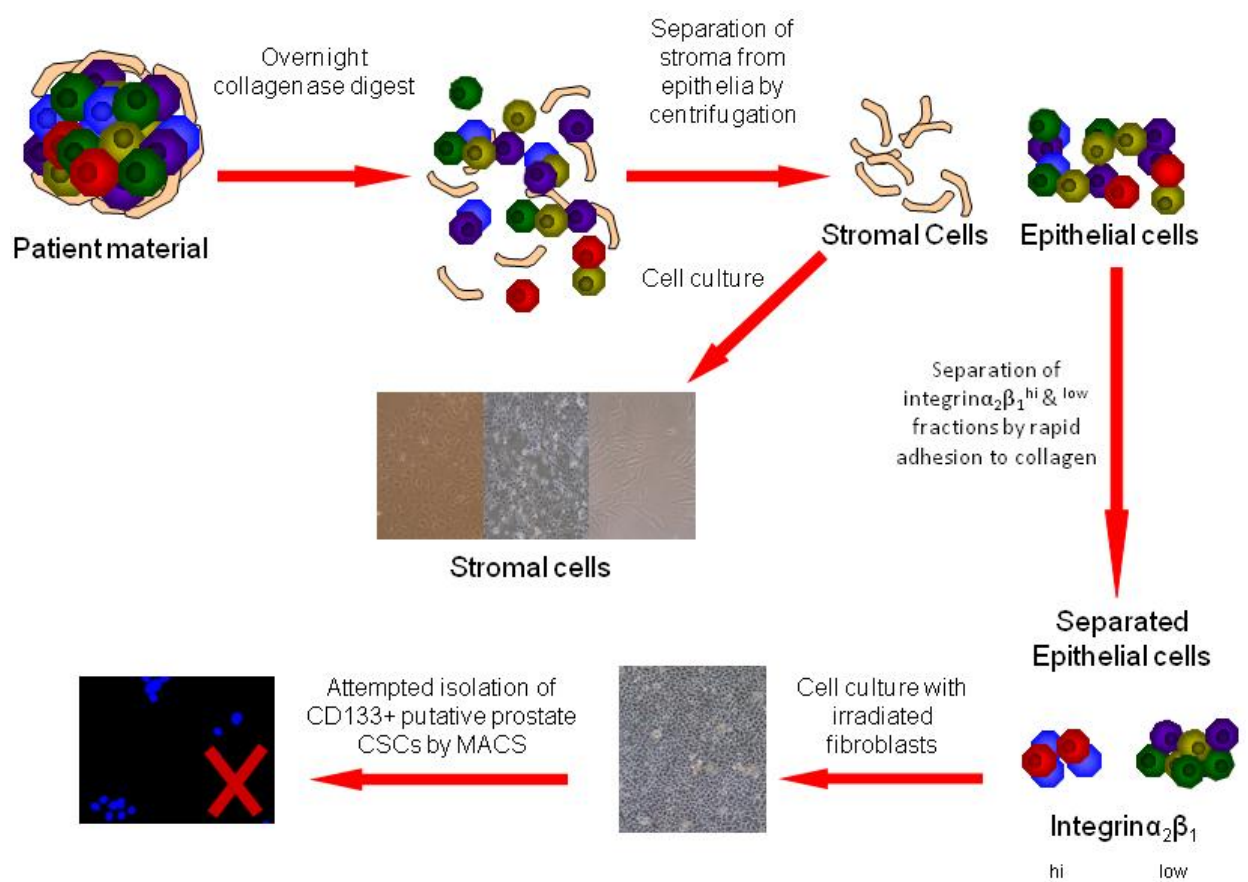 Overnight
collagenase digest
Separation of
stroma from
epithelia by
centrifugation
Patient material
Stromal Cells
Epithelial cells
Cell culture
Separation of
integrinα₂β₁ʰⁱ & ˡᵒʷ
fractions by rapid
adhesion to collagen
Stromal cells
Separated
Epithelial cells
Attempted isolation of
CD133+ putative prostate
CSCs by MACS
Cell culture with
irradiated
fibroblasts
Integrinα₂β₁
hi low